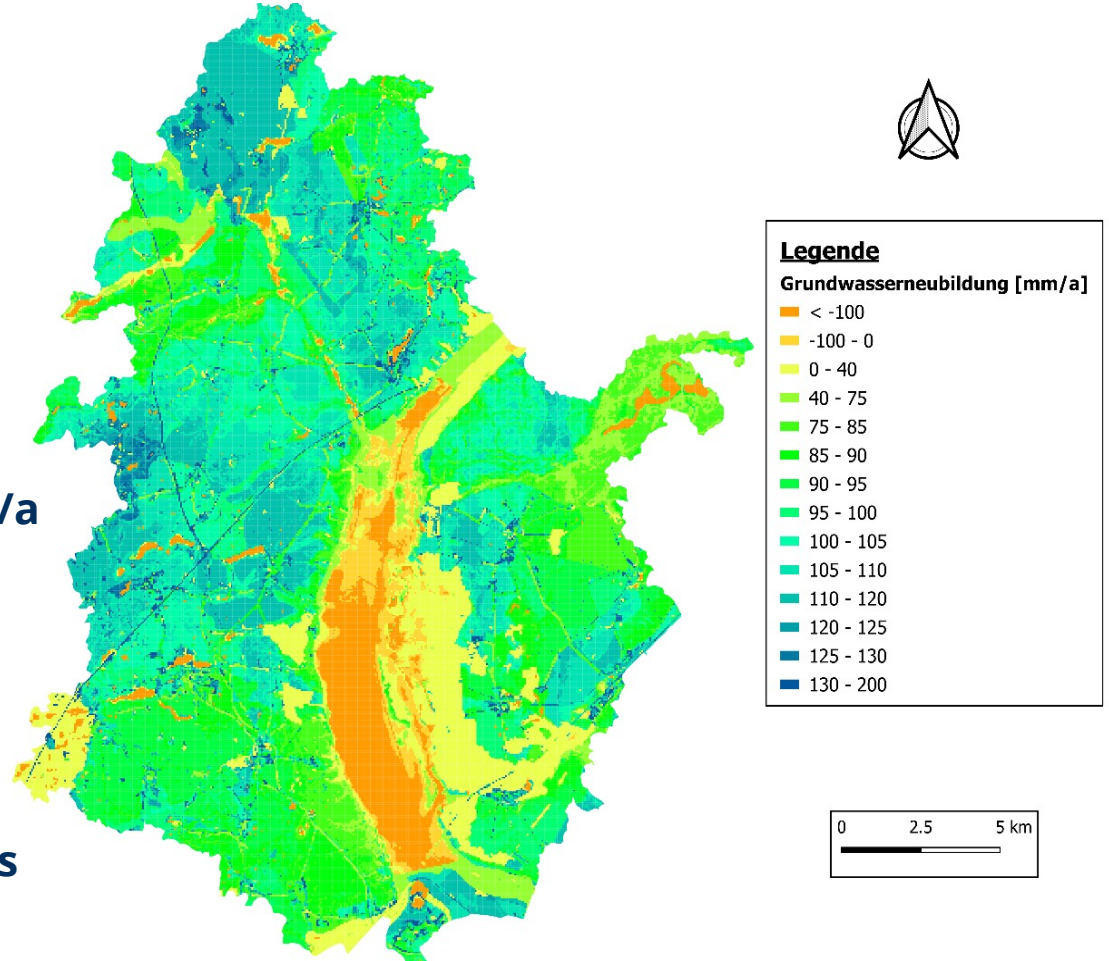 /a
s
Legende
Grundwasserneubildung [mm/a]
< -100
-100 - 0
0 - 40
40 - 75
75 - 85
85 - 90
90 - 95
95 - 100
100 - 105
105 - 110
110 - 120
120 - 125
125 - 130
130 - 200
0 2.5 5 km